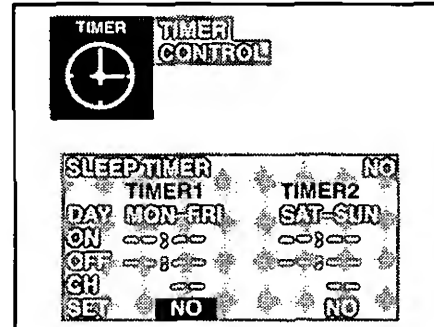 TIMER
TIMER
CONTROL
SLEEP TIMER NO
TIMER1 TIMER2
DAY MON-FRI SAT-SUN
ON --:-- --:--
OFF --:-- --:--
CH -- --
SET NO NO